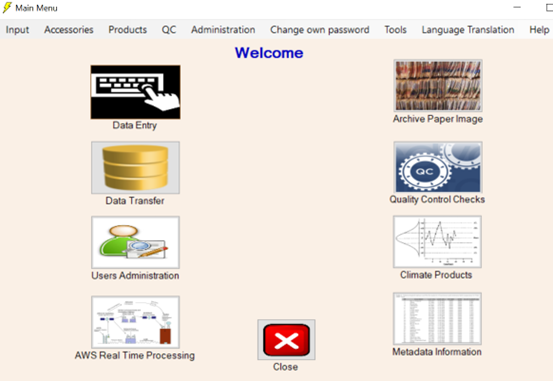 Main Menu
Input Accessories Products QC Administration Change own password Tools Language Translation Help
Welcome
Data Entry
Archive Paper Image
Data Transfer
QC
Quality Control Checks
Users Administration
Climate Products
AWS Real Time Processing
Close
Metadata Information